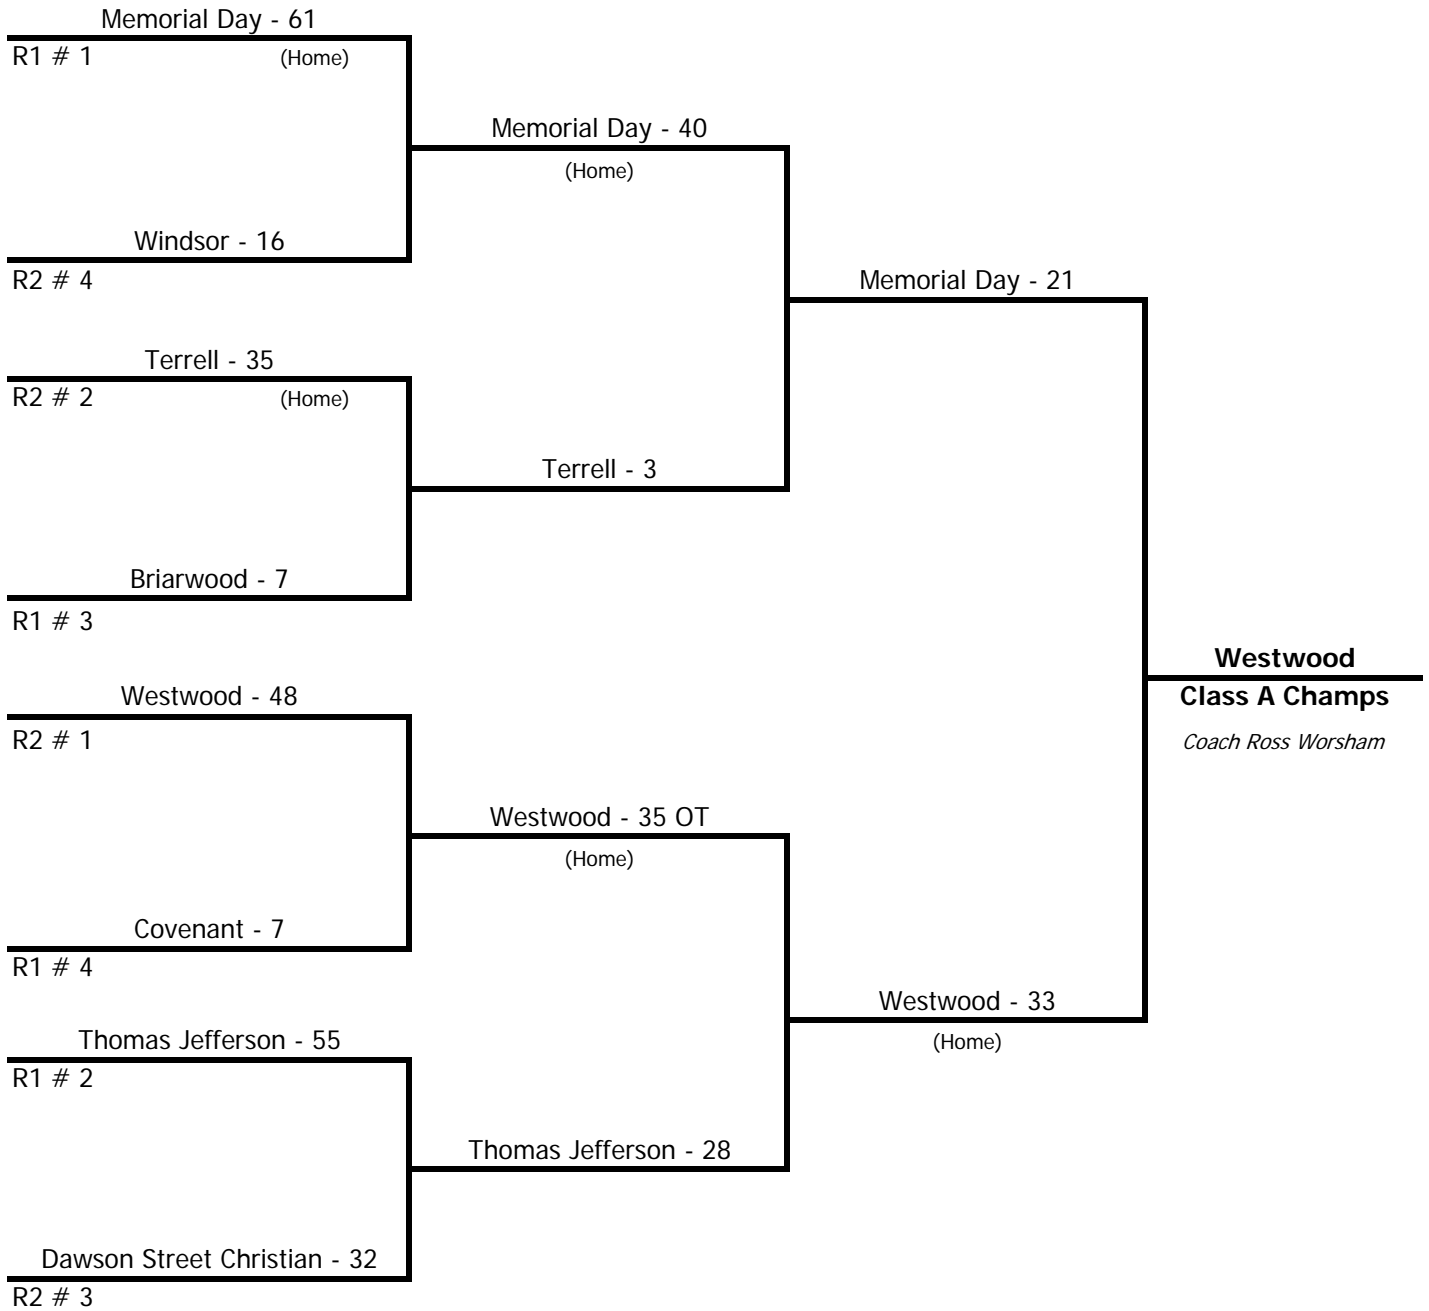 Memorial Day - 61
R1 # 1
(Home)
Windsor - 16
R2 # 4
Terrell - 35
R2 # 2
(Home)
Briarwood - 7
R1 # 3
Westwood - 48
R2 # 1
Covenant - 7
R1 # 4
Thomas Jefferson - 55
R1 # 2
Dawson Street Christian - 32
R2 # 3
Memorial Day - 40
(Home)
Terrell - 3
Westwood - 35 OT
(Home)
Thomas Jefferson - 28
Memorial Day - 21
Westwood - 33
(Home)
Westwood
Class A Champs
Coach Ross Worsham